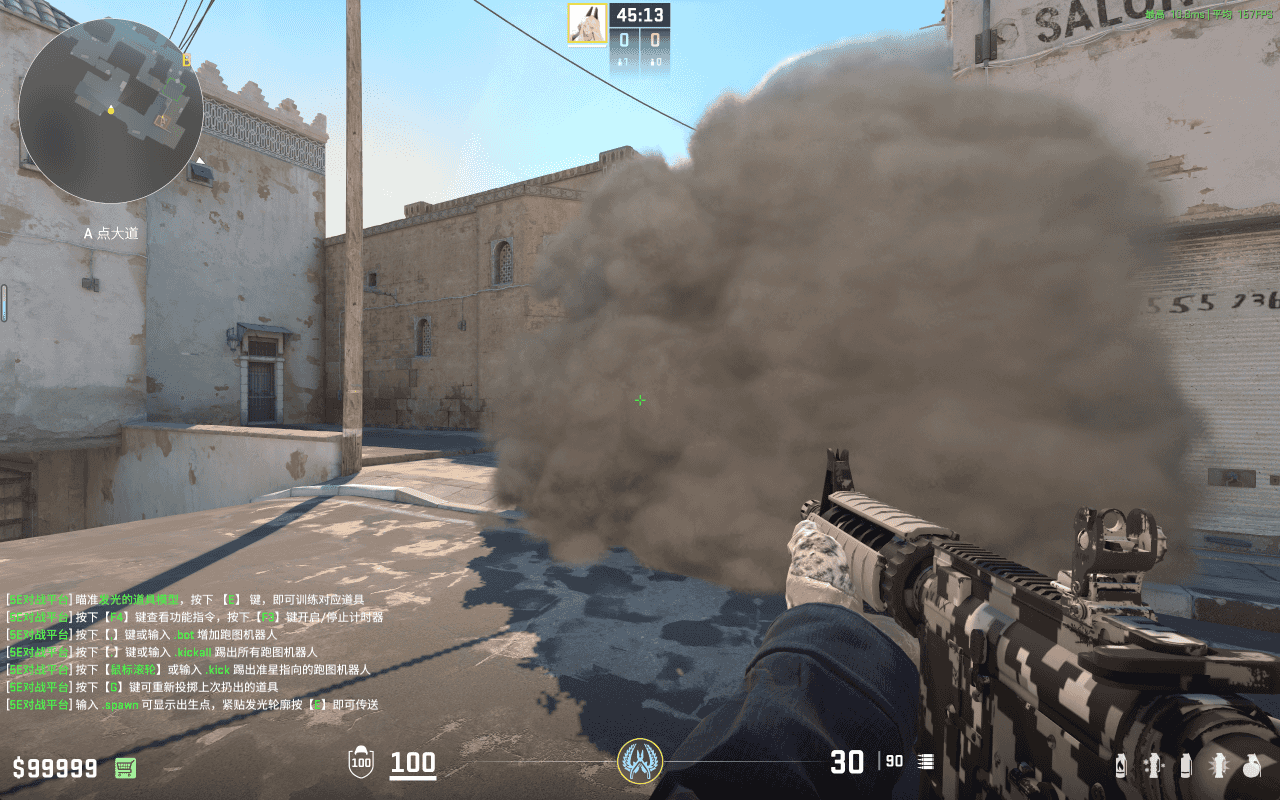 45:13
0 0
1 0
最高 10.8ms | 平均 157FPS
SALO
A 点大道
555 236
[5E对战平台] 瞄准发光的道具模型，按下 【E】 键，即可训练对应道具
[5E对战平台] 按下【F4】键查看功能指令，按下【F3】键开启/停止计时器
[5E对战平台] 按下【 】键或输入 .bot 增加跑图机器人
[5E对战平台] 按下【 】键或输入 .kickall 踢出所有跑图机器人
[5E对战平台] 按下【鼠标滚轮】或输入 .kick 踢出准星指向的跑图机器人
[5E对战平台] 按下【G】键可重新投掷上次扔出的道具
[5E对战平台] 输入 .spawn 可显示出生点，紧贴发光轮廓按【E】即可传送
$99999
100 100
30 90